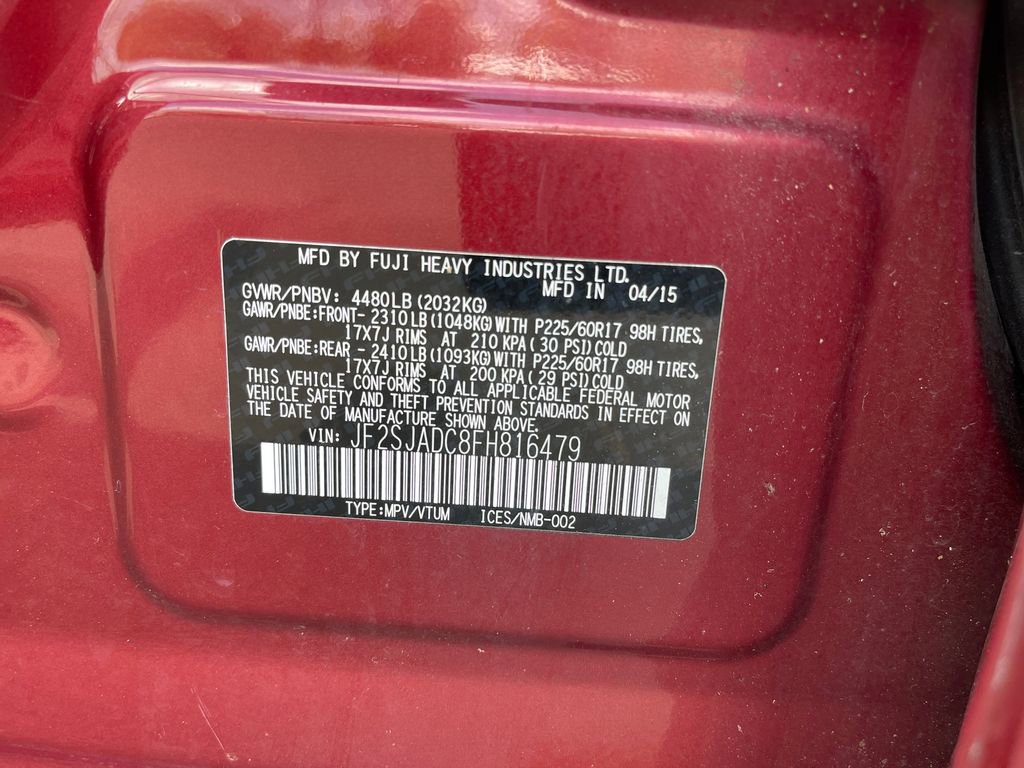 MFD BY FUJI HEAVY INDUSTRIES LTD.
MFD IN 04/15
GVWR/PNBV: 4480LB (2032KG)
GAWR/PNBE:FRONT-2310LB(1048KG)WITH P225/60R17 98H TIRES,
17X7J RIMS AT 210 KPA( 30 PSI)COLD
GAWR/PNBE:REAR -2410LB(1093KG)WITH P225/60R17 98H TIRES,
17X7J RIMS AT 200 KPA( 29 PSI)COLD
THIS VEHICLE CONFORMS TO ALL APPLICABLE FEDERAL MOTOR
VEHICLE SAFETY AND THEFT PREVENTION STANDARDS IN EFFECT ON
THE DATE OF MANUFACTURE SHOWN ABOVE.
VIN: JF2SJADC8FH816479
TYPE:MPV/VTUM ICES/NMB-002